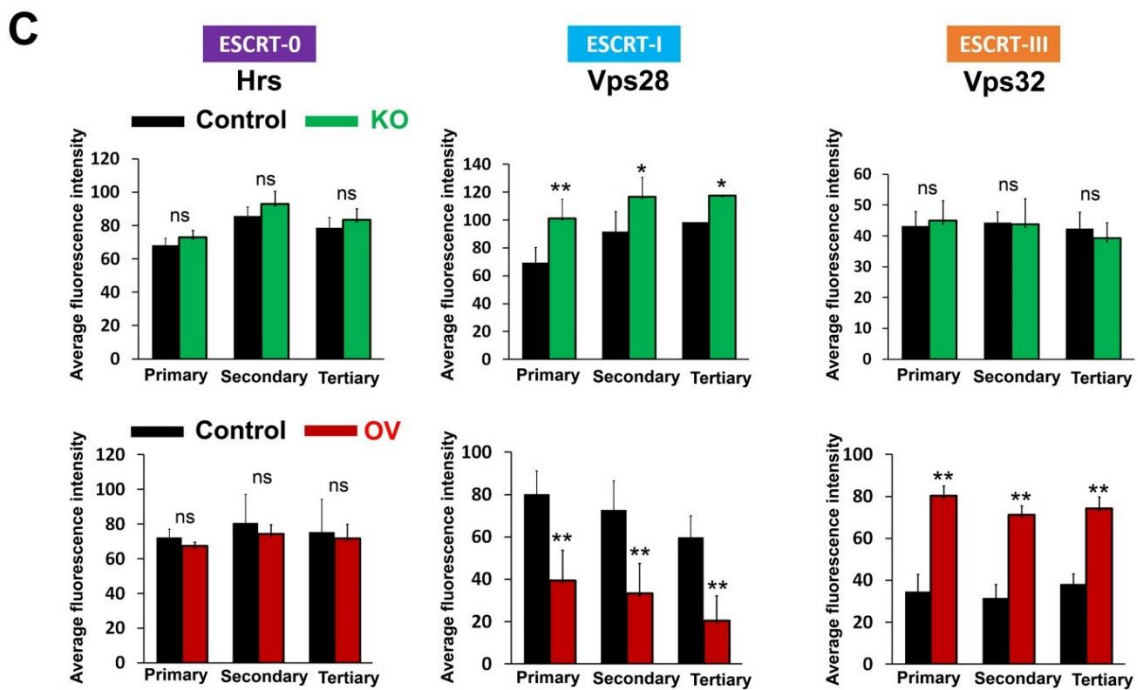 C
ESCRT-0
Hrs
ESCRT-I
Vps28
ESCRT-III
Vps32
Control
KO
Average fluorescence intensity
120
100
80
60
40
20
0
ns
ns
ns
Primary
Secondary
Tertiary
Average fluorescence intensity
140
120
100
80
60
40
20
0
**
*
*
Primary
Secondary
Tertiary
Average fluorescence intensity
60
50
40
30
20
10
0
ns
ns
ns
Primary
Secondary
Tertiary
Control
OV
Average fluorescence intensity
120
100
80
60
40
20
0
ns
ns
ns
Primary
Secondary
Tertiary
Average fluorescence intensity
100
80
60
40
20
0
**
**
**
Primary
Secondary
Tertiary
Average fluorescence intensity
100
80
60
40
20
0
**
**
**
Primary
Secondary
Tertiary